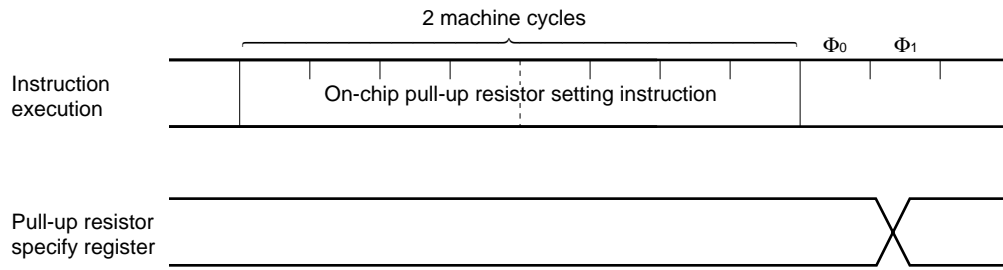 2 machine cycles
Φ0 Φ1
Instruction
execution
On-chip pull-up resistor setting instruction
Pull-up resistor
specify register